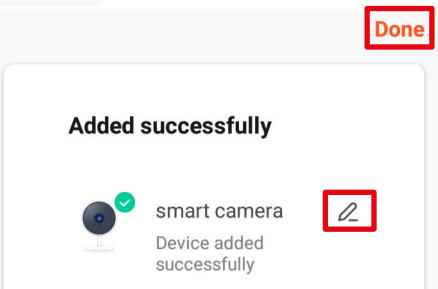 Done
Added successfully
smart camera
Device added
successfully